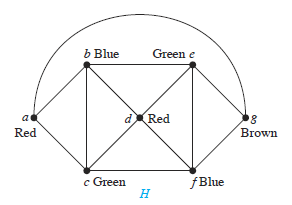 b Blue Green e
a d Red g
Red Brown
c Green f Blue
H